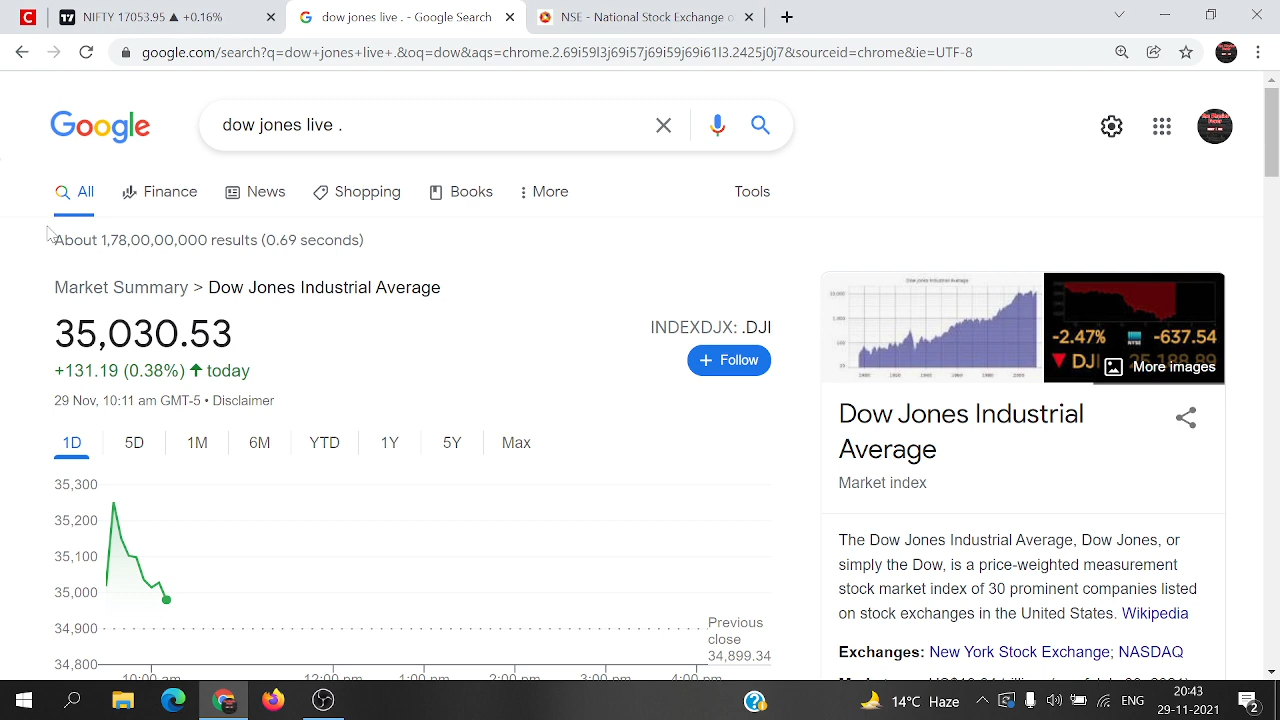 NIFTY 17053.95 ▲ +0.16%
dow jones live . - Google Search
NSE - National Stock Exchange
google.com/search?q=dow+jones+live+.&oq=dow&aqs=chrome.2.69i59l3j69i57j69i59j69i61l3.2425j0j7&sourceid=chrome&ie=UTF-8
Google
dow jones live .
All
Finance
News
Shopping
Books
More
Tools
About 1,78,00,00,000 results (0.69 seconds)
Market Summary > Dow Jones Industrial Average
35,030.53
INDEXDJX: .DJI
+131.19 (0.38%) today
+ Follow
29 Nov, 10:11 am GMT-5 • Disclaimer
1D 5D 1M 6M YTD 1Y 5Y Max
35,300
35,200
35,100
35,000
34,900
34,800
Previous
close
34,899.34
Dow Jones Industrial Average
-2.47%
-637.54
DJI
More images
Dow Jones Industrial
Average
Market index
The Dow Jones Industrial Average, Dow Jones, or
simply the Dow, is a price-weighted measurement
stock market index of 30 prominent companies listed
on stock exchanges in the United States. Wikipedia
Exchanges: New York Stock Exchange; NASDAQ
14°C Haze
ENG
20:43
29-11-2021
2